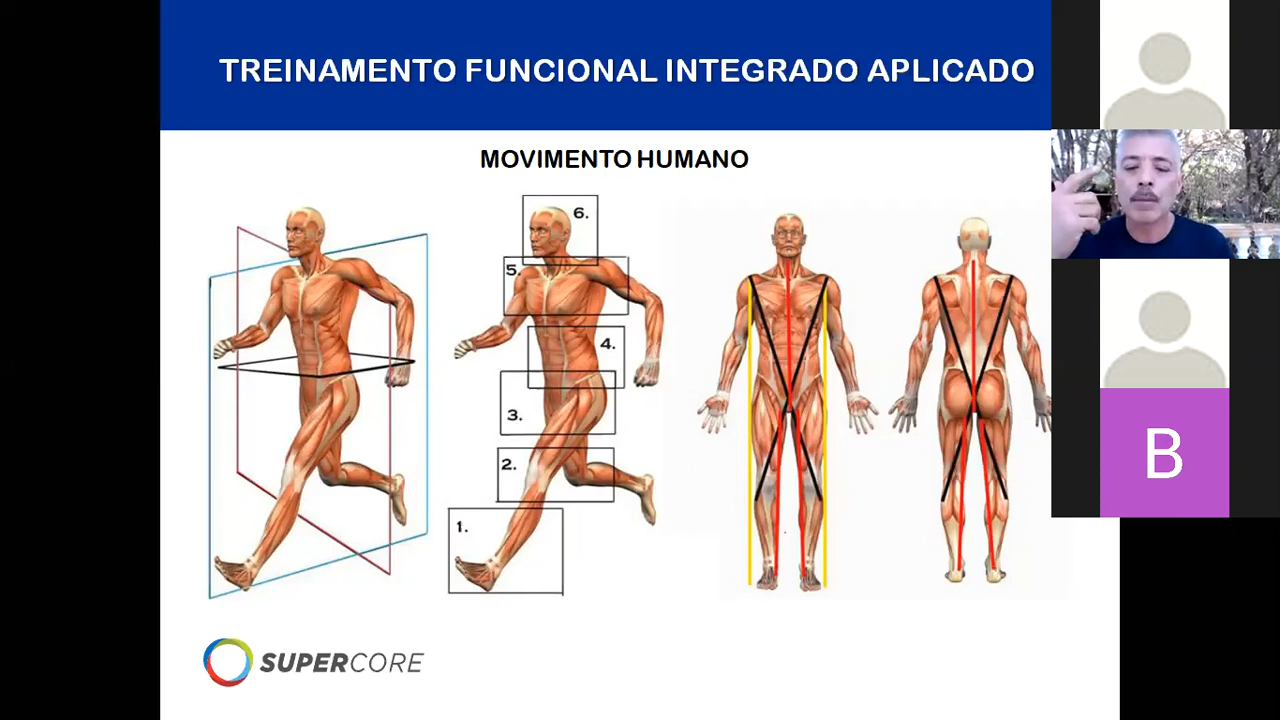 TREINAMENTO FUNCIONAL INTEGRADO APLICADO
MOVIMENTO HUMANO
6.
5.
4.
3.
2.
1.
B
SUPERCORE